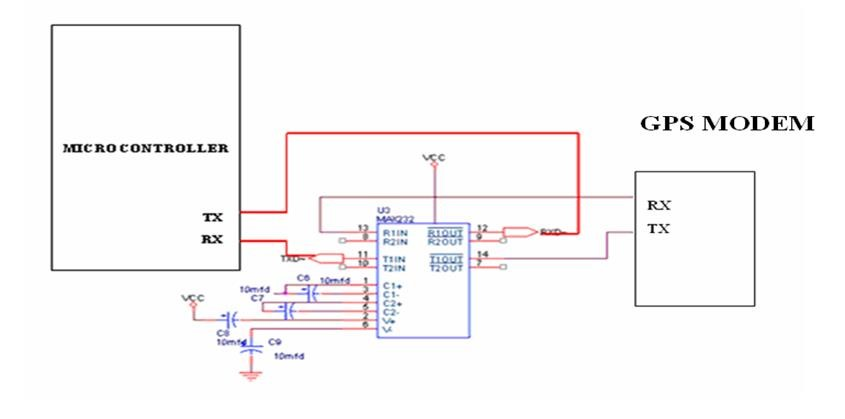 GPS MODEM
MICRO CONTROLLER
TX
RX
VCC
RX
TX
U3
MAX232
13
R1IN
R1OUT
12
RXD
8
R2IN
R2OUT
9
TXD
11
T1IN
T1OUT
14
10
T2IN
T2OUT
7
C6
10mfd
10mfd
1
C1+
3
C1-
C7
4
C2+
5
C2-
2
V+
6
V-
VCC
C8
10mfd
C9
10mfd